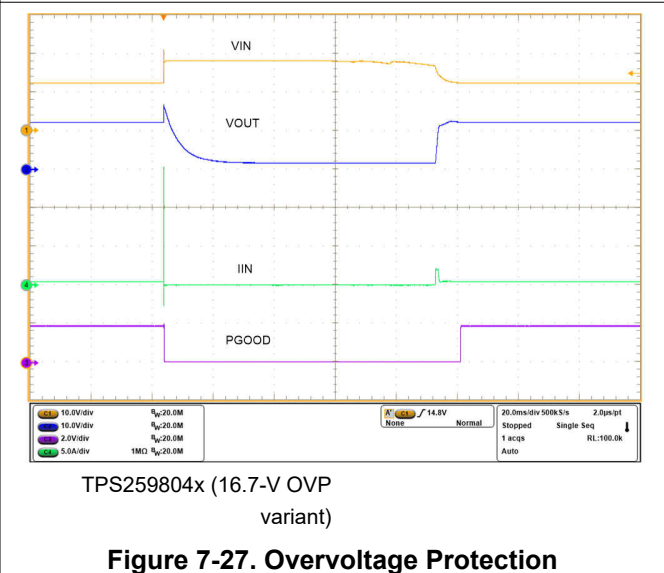 VIN
1
VOUT
IIN
4
PGOOD
3
C1 10.0V/div BW:20.0M
10.0V/div BW:20.0M
C3 2.0V/div BW:20.0M
C4 5.0A/div 1MΩ BW:20.0M
A' C1 14.8V
None Normal
20.0ms/div 500kS/s 2.0µs/pt
Stopped Single Seq
1 acqs RL:100.0k
Auto
TPS259804x (16.7-V OVP
variant)
Figure 7-27. Overvoltage Protection